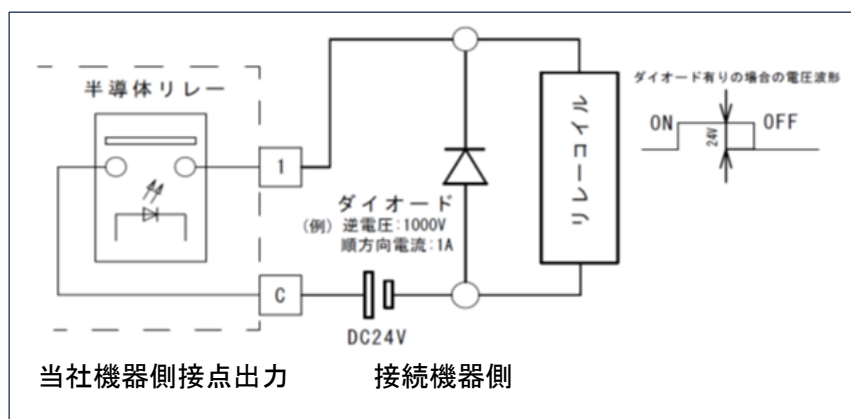 半導体リレー
1
C
ダイオード
(例) 逆電圧:1000V
順方向電流:1A
DC24V
リレーコイル
ダイオード有りの場合の電圧波形
ON
24V
OFF
当社機器側接点出力
接続機器側